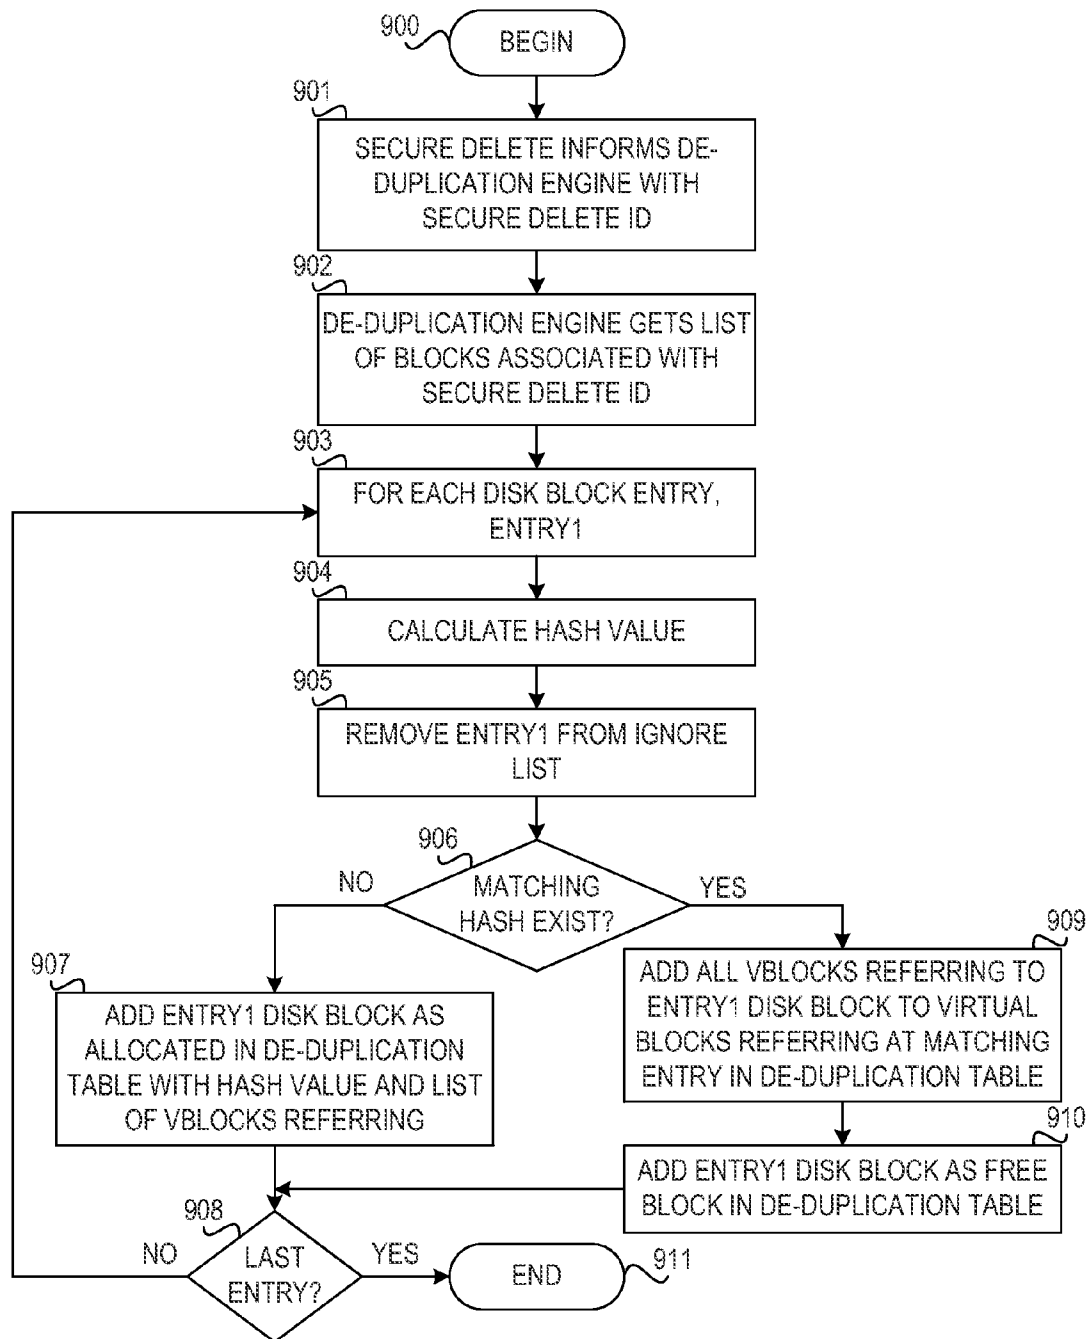 900
BEGIN
901
SECURE DELETE INFORMS DE-
DUPLICATION ENGINE WITH
SECURE DELETE ID
902
DE-DUPLICATION ENGINE GETS LIST
OF BLOCKS ASSOCIATED WITH
SECURE DELETE ID
903
FOR EACH DISK BLOCK ENTRY,
ENTRY1
904
CALCULATE HASH VALUE
905
REMOVE ENTRY1 FROM IGNORE
LIST
906
MATCHING
HASH EXIST?
NO
YES
907
ADD ENTRY1 DISK BLOCK AS
ALLOCATED IN DE-DUPLICATION
TABLE WITH HASH VALUE AND LIST
OF VBLOCKS REFERRING
909
ADD ALL VBLOCKS REFERRING TO
ENTRY1 DISK BLOCK TO VIRTUAL
BLOCKS REFERRING AT MATCHING
ENTRY IN DE-DUPLICATION TABLE
910
ADD ENTRY1 DISK BLOCK AS FREE
BLOCK IN DE-DUPLICATION TABLE
908
LAST
ENTRY?
NO
YES
END
911